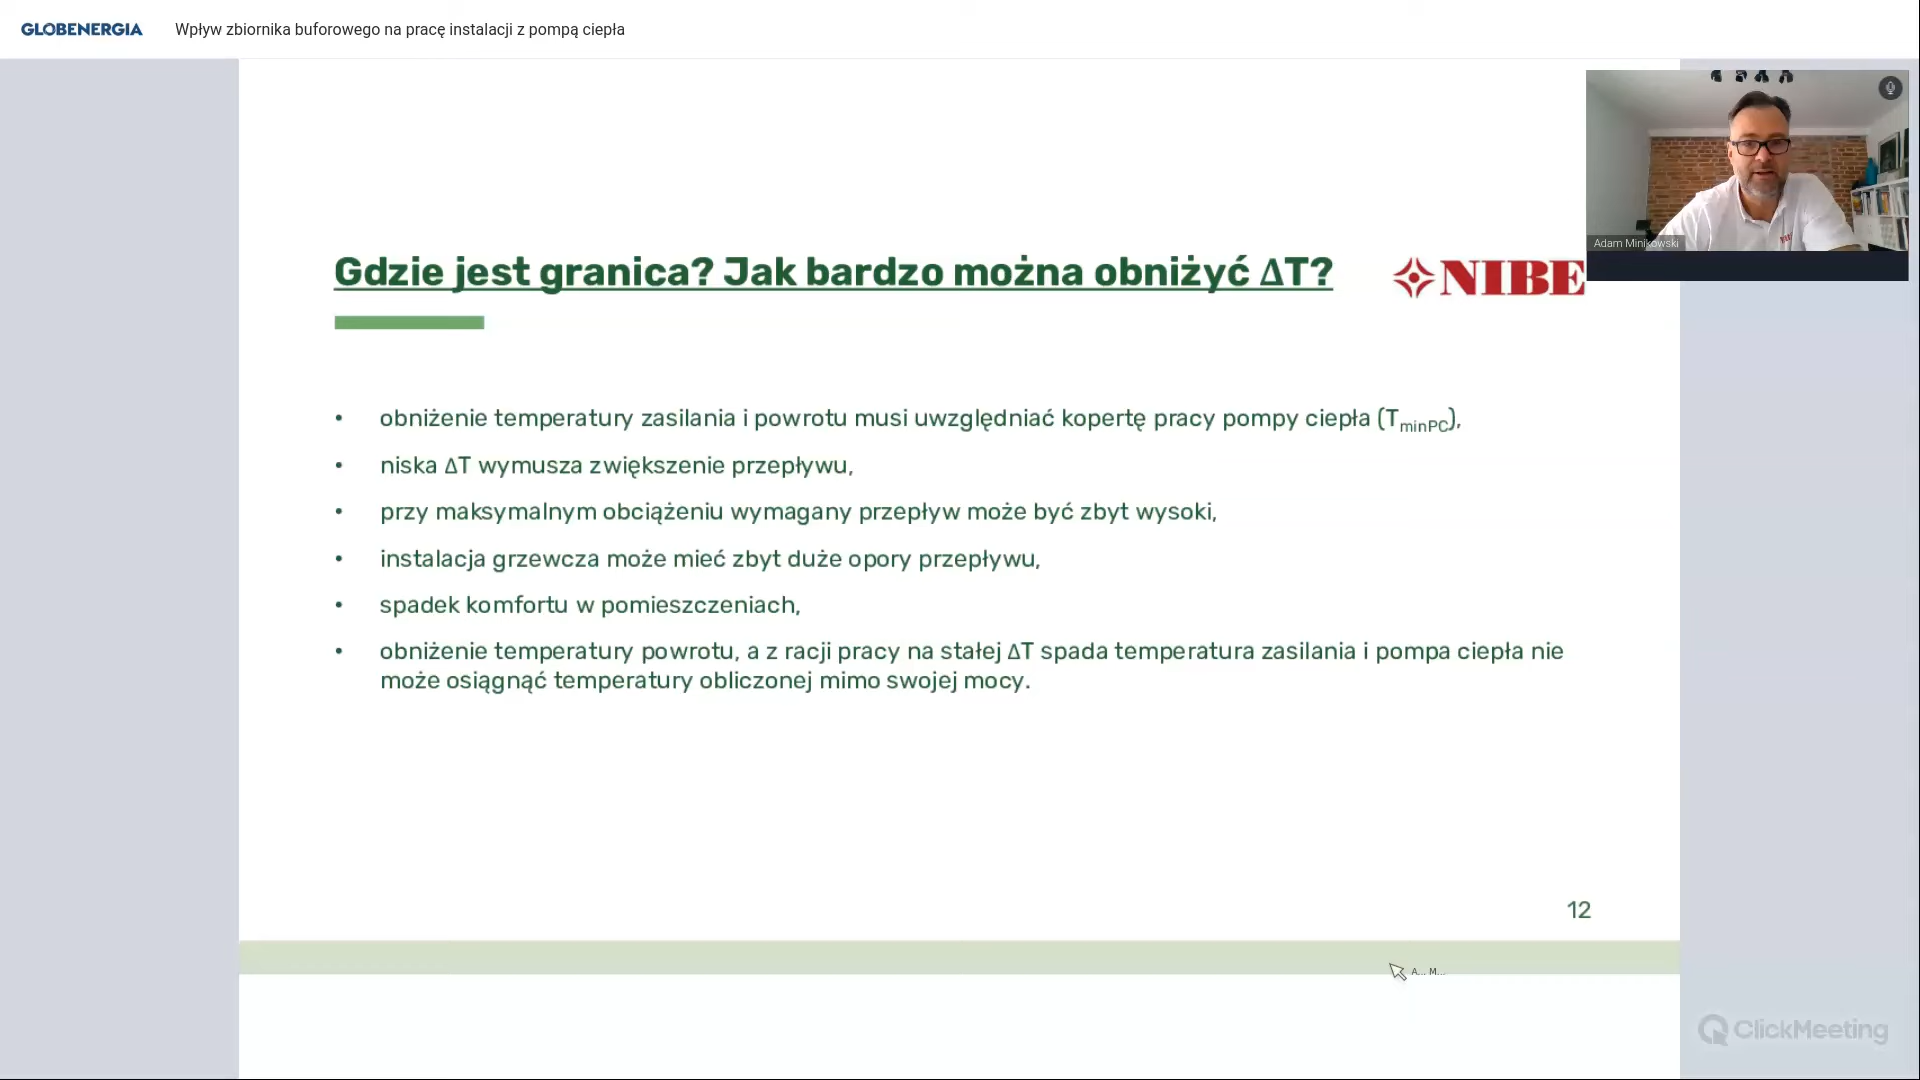 GLOBENERGIA
Wpływ zbiornika buforowego na pracę instalacji z pompą ciepła
Adam Minikowski
Gdzie jest granica? Jak bardzo można obniżyć ΔT?
NIBE
• obniżenie temperatury zasilania i powrotu musi uwzględniać kopertę pracy pompy ciepła (TminPC),
• niska ΔT wymusza zwiększenie przepływu,
• przy maksymalnym obciążeniu wymagany przepływ może być zbyt wysoki,
• instalacja grzewcza może mieć zbyt duże opory przepływu,
• spadek komfortu w pomieszczeniach,
• obniżenie temperatury powrotu, a z racji pracy na stałej ΔT spada temperatura zasilania i pompa ciepła nie
może osiągnąć temperatury obliczonej mimo swojej mocy.
12
A... M...
ClickMeeting